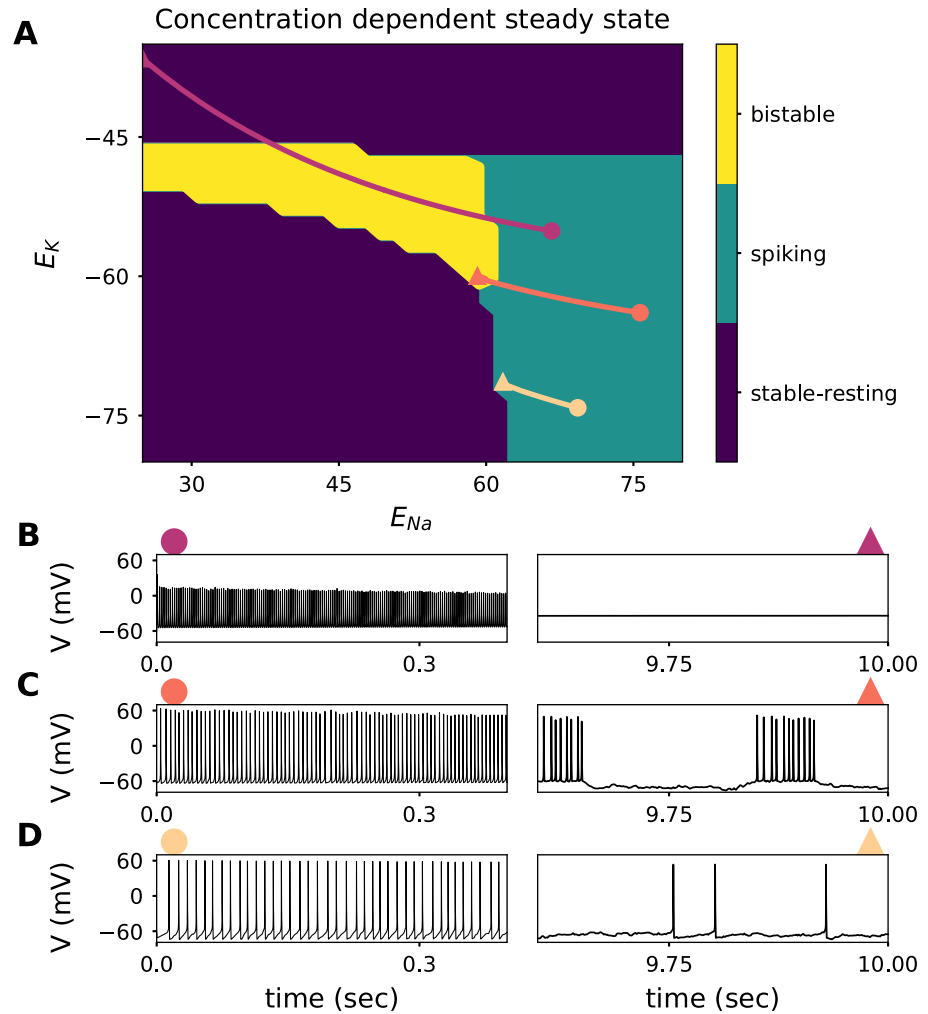 Concentration dependent steady state
A
E_K
−45
−60
−75
30 45 60 75
E_Na
bistable
spiking
stable-resting
B
V (mV)
60
0
−60
0.0 0.3 9.75 10.00
C
V (mV)
60
0
−60
0.0 0.3 9.75 10.00
D
V (mV)
60
0
−60
0.0 0.3 9.75 10.00
time (sec) time (sec)